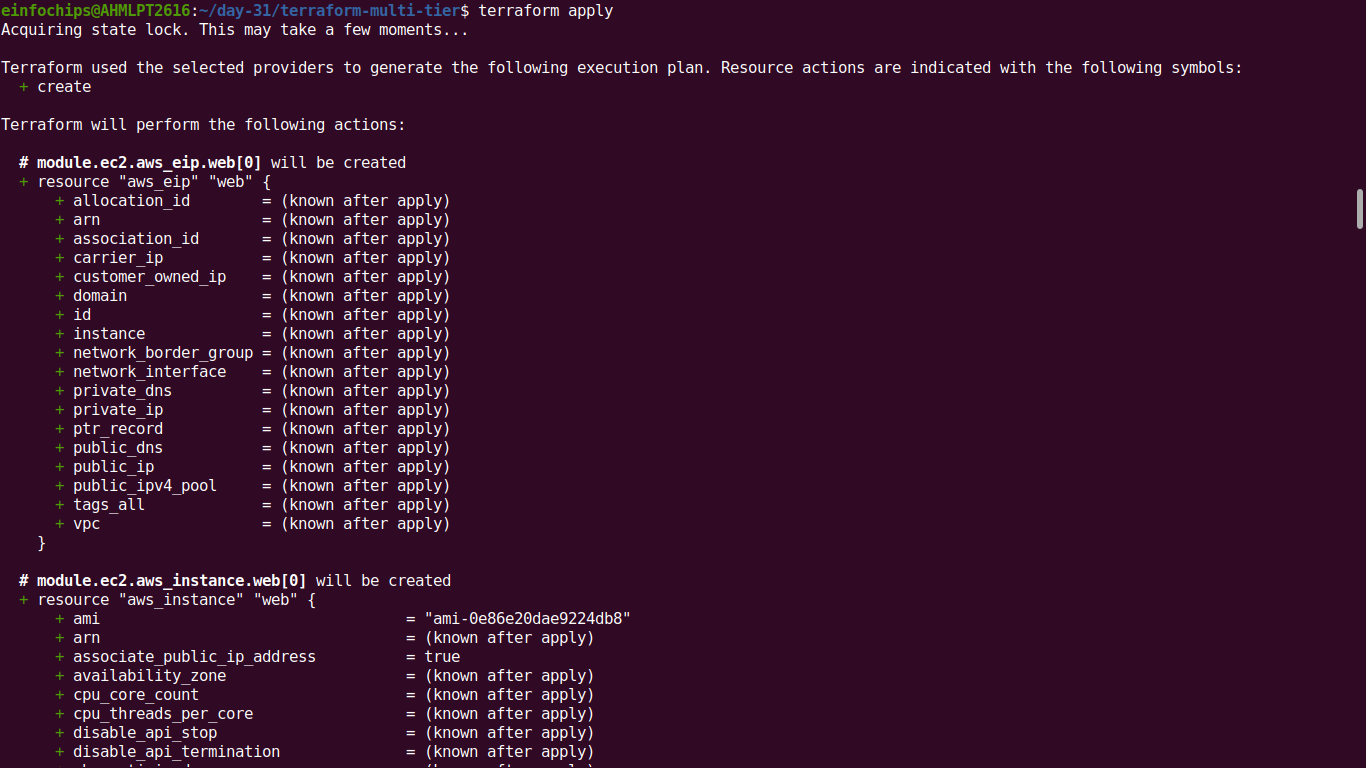 einfochips@AHMLPT2616:~/day-31/terraform-multi-tier$ terraform apply
Acquiring state lock. This may take a few moments...
Terraform used the selected providers to generate the following execution plan. Resource actions are indicated with the following symbols:
  + create
Terraform will perform the following actions:
  # module.ec2.aws_eip.web[0] will be created
  + resource "aws_eip" "web" {
      + allocation_id        = (known after apply)
      + arn                  = (known after apply)
      + association_id       = (known after apply)
      + carrier_ip           = (known after apply)
      + customer_owned_ip    = (known after apply)
      + domain               = (known after apply)
      + id                   = (known after apply)
      + instance             = (known after apply)
      + network_border_group = (known after apply)
      + network_interface    = (known after apply)
      + private_dns          = (known after apply)
      + private_ip           = (known after apply)
      + ptr_record           = (known after apply)
      + public_dns           = (known after apply)
      + public_ip            = (known after apply)
      + public_ipv4_pool     = (known after apply)
      + tags_all             = (known after apply)
      + vpc                  = (known after apply)
    }
  # module.ec2.aws_instance.web[0] will be created
  + resource "aws_instance" "web" {
      + ami                                  = "ami-0e86e20dae9224db8"
      + arn                                  = (known after apply)
      + associate_public_ip_address          = true
      + availability_zone                    = (known after apply)
      + cpu_core_count                       = (known after apply)
      + cpu_threads_per_core                 = (known after apply)
      + disable_api_stop                     = (known after apply)
      + disable_api_termination              = (known after apply)